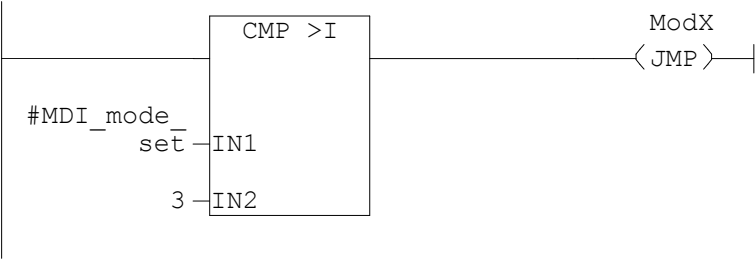 CMP >I
ModX
JMP
#MDI_mode_
set
IN1
3
IN2